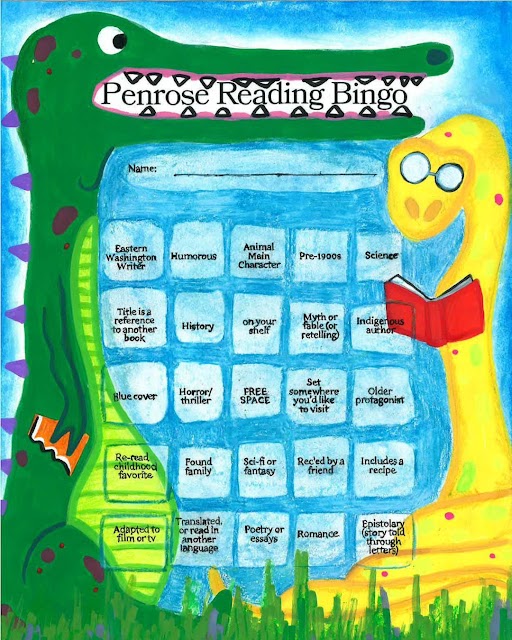 Penrose Reading Bingo
Name:
Eastern
Washington
Writer
Humorous
Animal
Main
Character
Pre-1900s
Science
Title is a
reference
to another
book
History
on your
shelf
Myth or
fable (or
retelling)
Indigenous
author
Blue cover
Horror/
thriller
FREE
SPACE
Set
somewhere
you'd like
to visit
Older
protagonist
Re-read
childhood
favorite
Found
family
Sci-fi or
fantasy
Rec'ed by a
friend
Includes a
recipe
Adapted to
film or tv
Translated,
or read in
another
language
Poetry or
essays
Romance
Epistolary
(story told
through
letters)